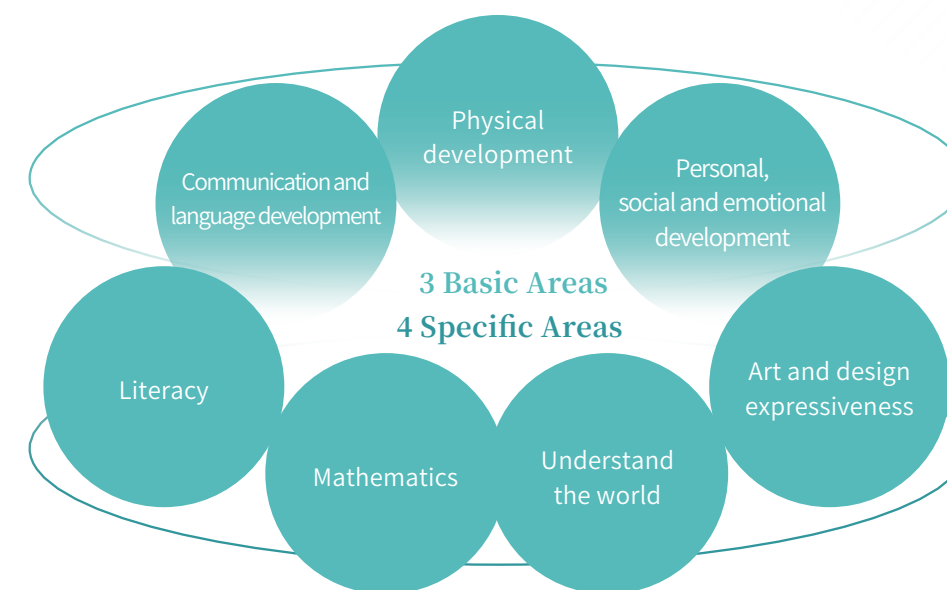 Physical
development
Communication and
language development
Personal,
social and emotional
development
3 Basic Areas
4 Specific Areas
Literacy
Mathematics
Understand
the world
Art and design
expressiveness